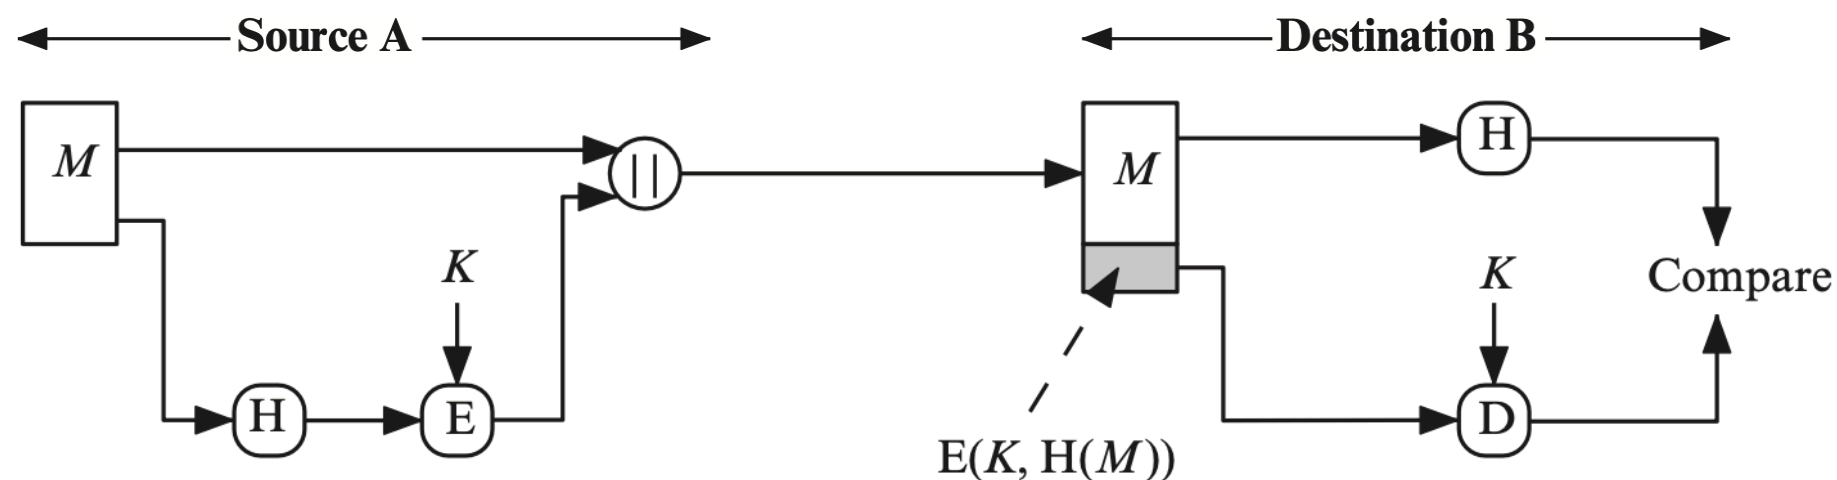 Source A
Destination B
M
||
M
H
K
K
Compare
H
E
D
E(K, H(M))